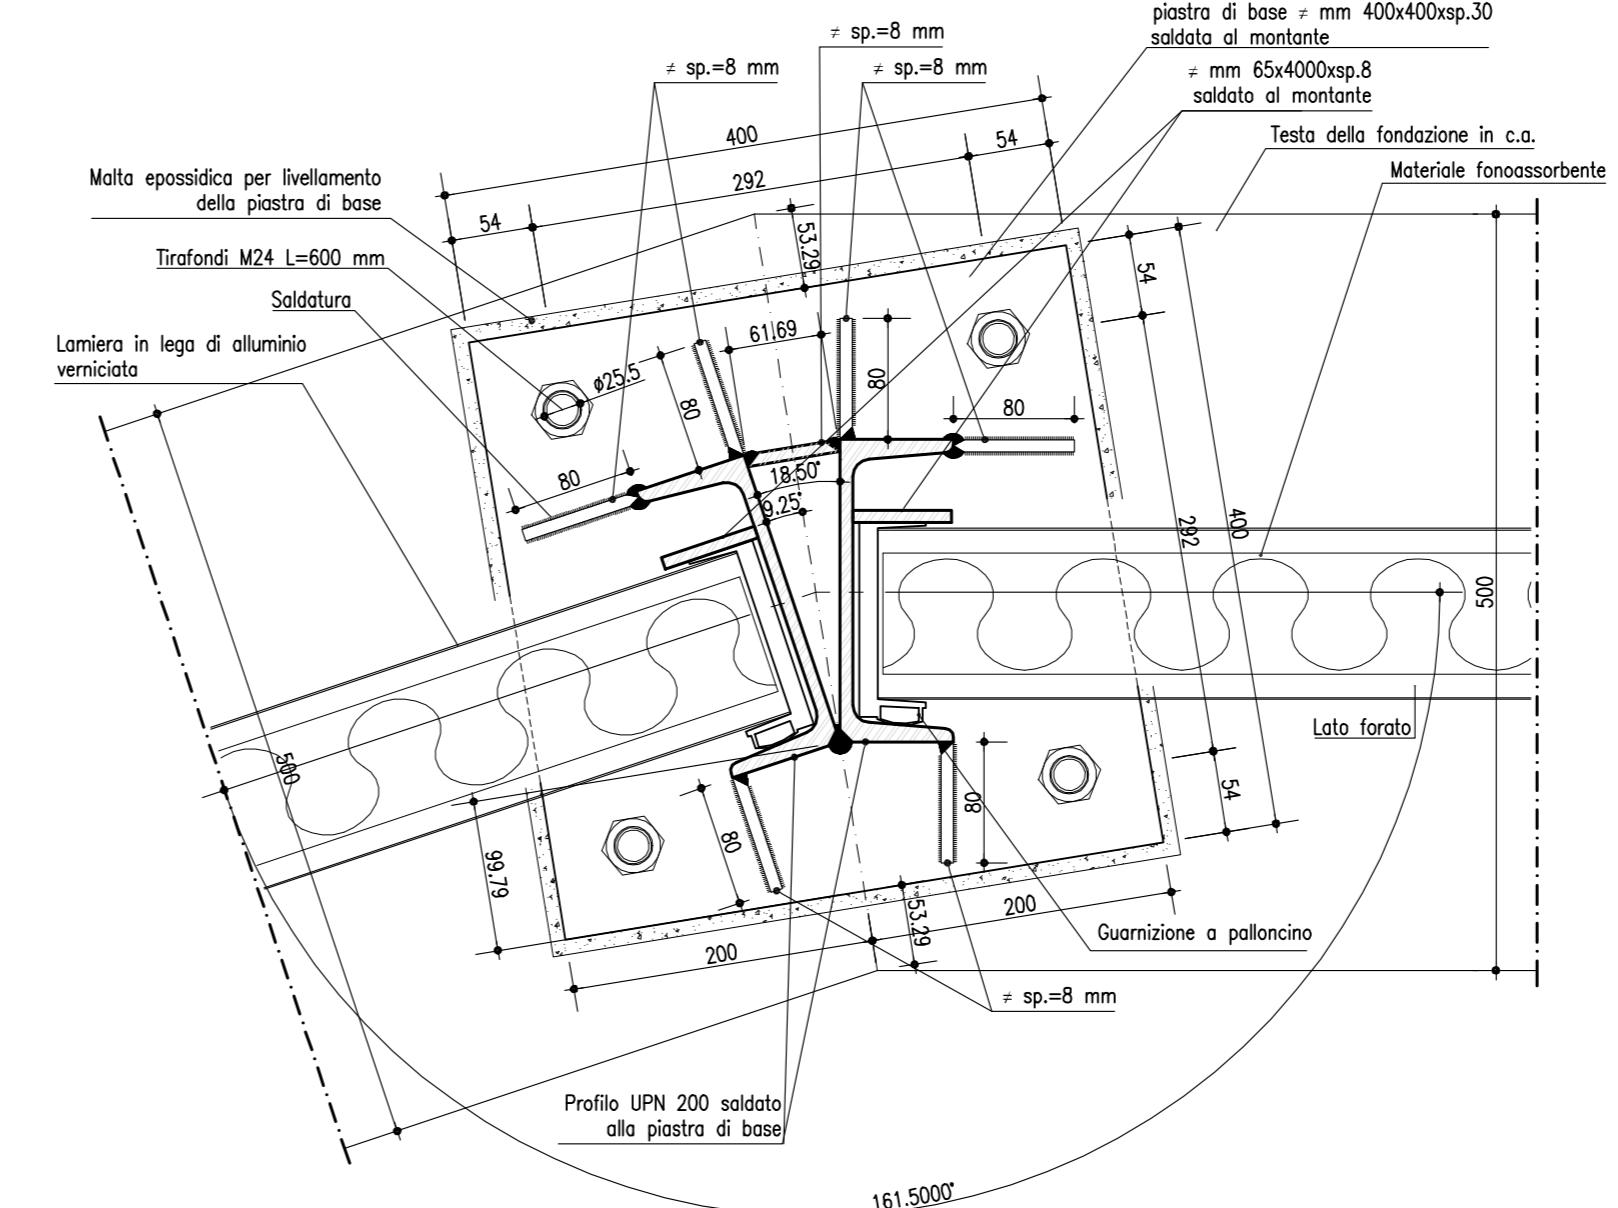 piastra di base ≠ mm 400x400xsp.30
saldata al montante
≠ sp.=8 mm
≠ sp.=8 mm
≠ sp.=8 mm
≠ mm 65x4000xsp.8
saldato al montante
Testa della fondazione in c.a.
Materiale fonoassorbente
400
54
292
54
Malta epossidica per livellamento
della piastra di base
Tirafondi M24 L=600 mm
Saldatura
Lamiera in lega di alluminio
verniciata
53.29
54
61.69
ø25.5
80
80
80
80
18.50°
9.25°
292
400
500
Lato forato
500
54
80
80
99.79
53.29
200
200
Guarnizione a palloncino
≠ sp.=8 mm
Profilo UPN 200 saldato
alla piastra di base
161.5000°